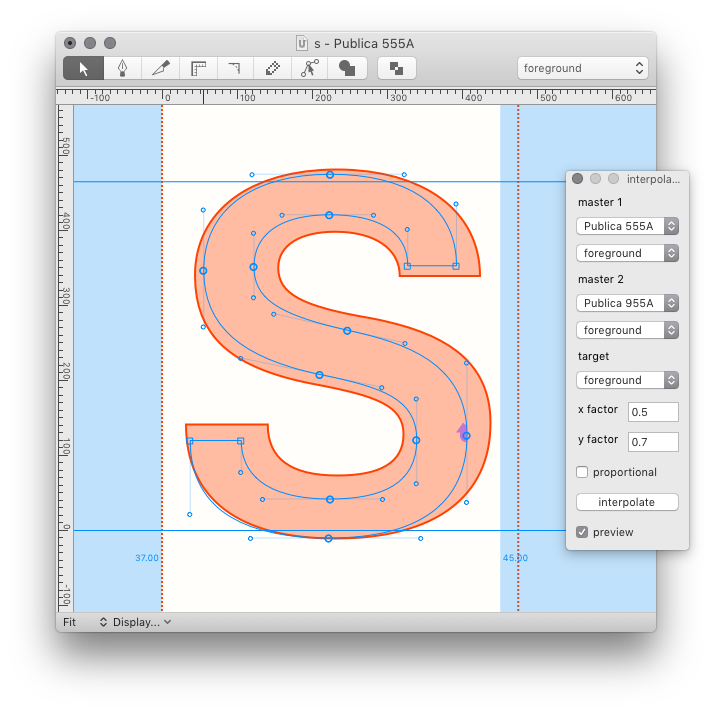 s - Publica 555A
foreground
-100 0 100 200 300 400 500 600
500
400
300
200
100
0
-100
37.00
45.00
Fit
Display...
interpola...
master 1
Publica 555A
foreground
master 2
Publica 955A
foreground
target
foreground
x factor 0.5
y factor 0.7
proportional
interpolate
preview